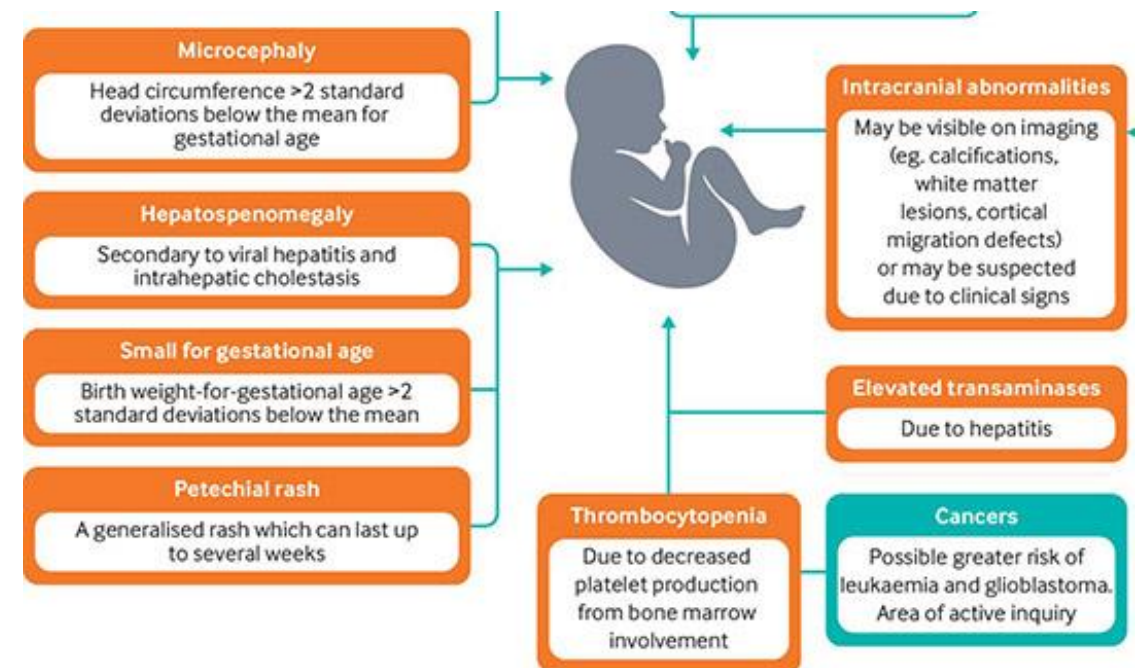 Microcephaly
Head circumference >2 standard
deviations below the mean for
gestational age
Hepatospenomegaly
Secondary to viral hepatitis and
intrahepatic cholestasis
Small for gestational age
Birth weight-for-gestational age >2
standard deviations below the mean
Petechial rash
A generalised rash which can last up
to several weeks
Intracranial abnormalities
May be visible on imaging
(eg. calcifications,
white matter
lesions, cortical
migration defects)
or may be suspected
due to clinical signs
Elevated transaminases
Due to hepatitis
Thrombocytopenia
Due to decreased
platelet production
from bone marrow
involvement
Cancers
Possible greater risk of
leukaemia and glioblastoma.
Area of active inquiry